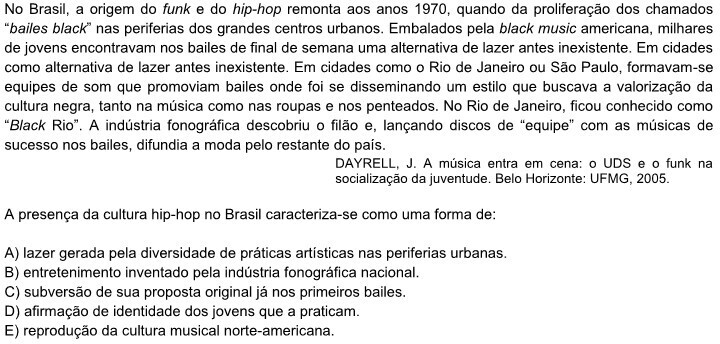 No Brasil, a origem do funk e do hip-hop remonta aos anos 1970, quando da proliferação dos chamados
“bailes black” nas periferias dos grandes centros urbanos. Embalados pela black music americana, milhares
de jovens encontravam nos bailes de final de semana uma alternativa de lazer antes inexistente. Em cidades
como alternativa de lazer antes inexistente. Em cidades como o Rio de Janeiro ou São Paulo, formavam-se
equipes de som que promoviam bailes onde foi se disseminando um estilo que buscava a valorização da
cultura negra, tanto na música como nas roupas e nos penteados. No Rio de Janeiro, ficou conhecido como
“Black Rio”. A indústria fonográfica descobriu o filão e, lançando discos de “equipe” com as músicas de
sucesso nos bailes, difundia a moda pelo restante do país.
DAYRELL, J. A música entra em cena: o UDS e o funk na
socialização da juventude. Belo Horizonte: UFMG, 2005.
A presença da cultura hip-hop no Brasil caracteriza-se como uma forma de:
A) lazer gerada pela diversidade de práticas artísticas nas periferias urbanas.
B) entretenimento inventado pela indústria fonográfica nacional.
C) subversão de sua proposta original já nos primeiros bailes.
D) afirmação de identidade dos jovens que a praticam.
E) reprodução da cultura musical norte-americana.